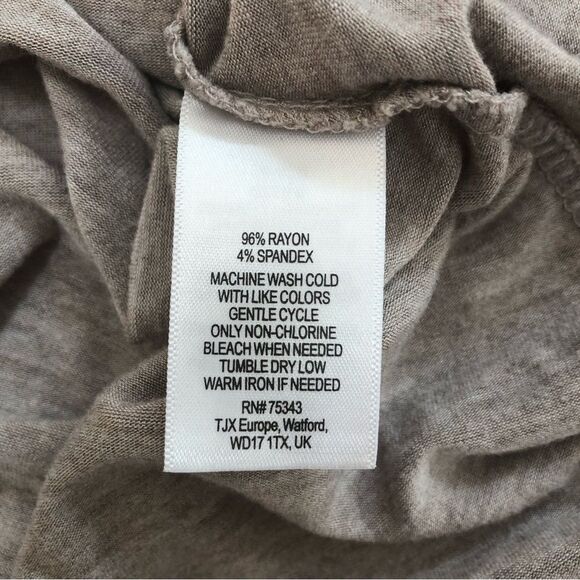 96% RAYON
4% SPANDEX
MACHINE WASH COLD
WITH LIKE COLORS
GENTLE CYCLE
ONLY NON-CHLORINE
BLEACH WHEN NEEDED
TUMBLE DRY LOW
WARM IRON IF NEEDED
RN# 75343
TJX Europe, Watford,
WD17 1TX, UK